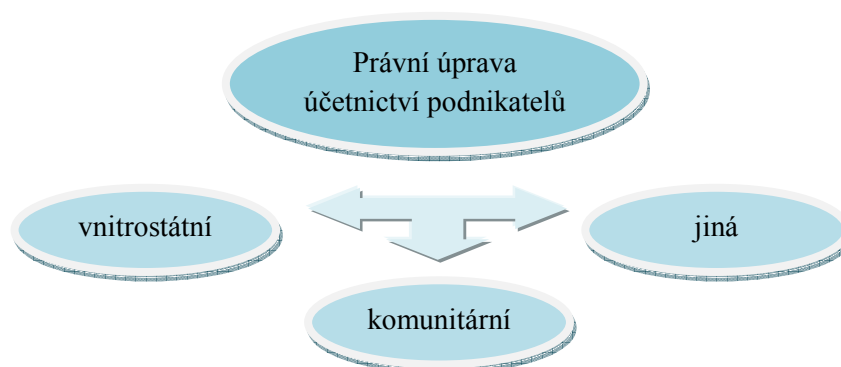 Právní úprava
účetnictví podnikatelů
vnitrostátní
jiná
komunitární